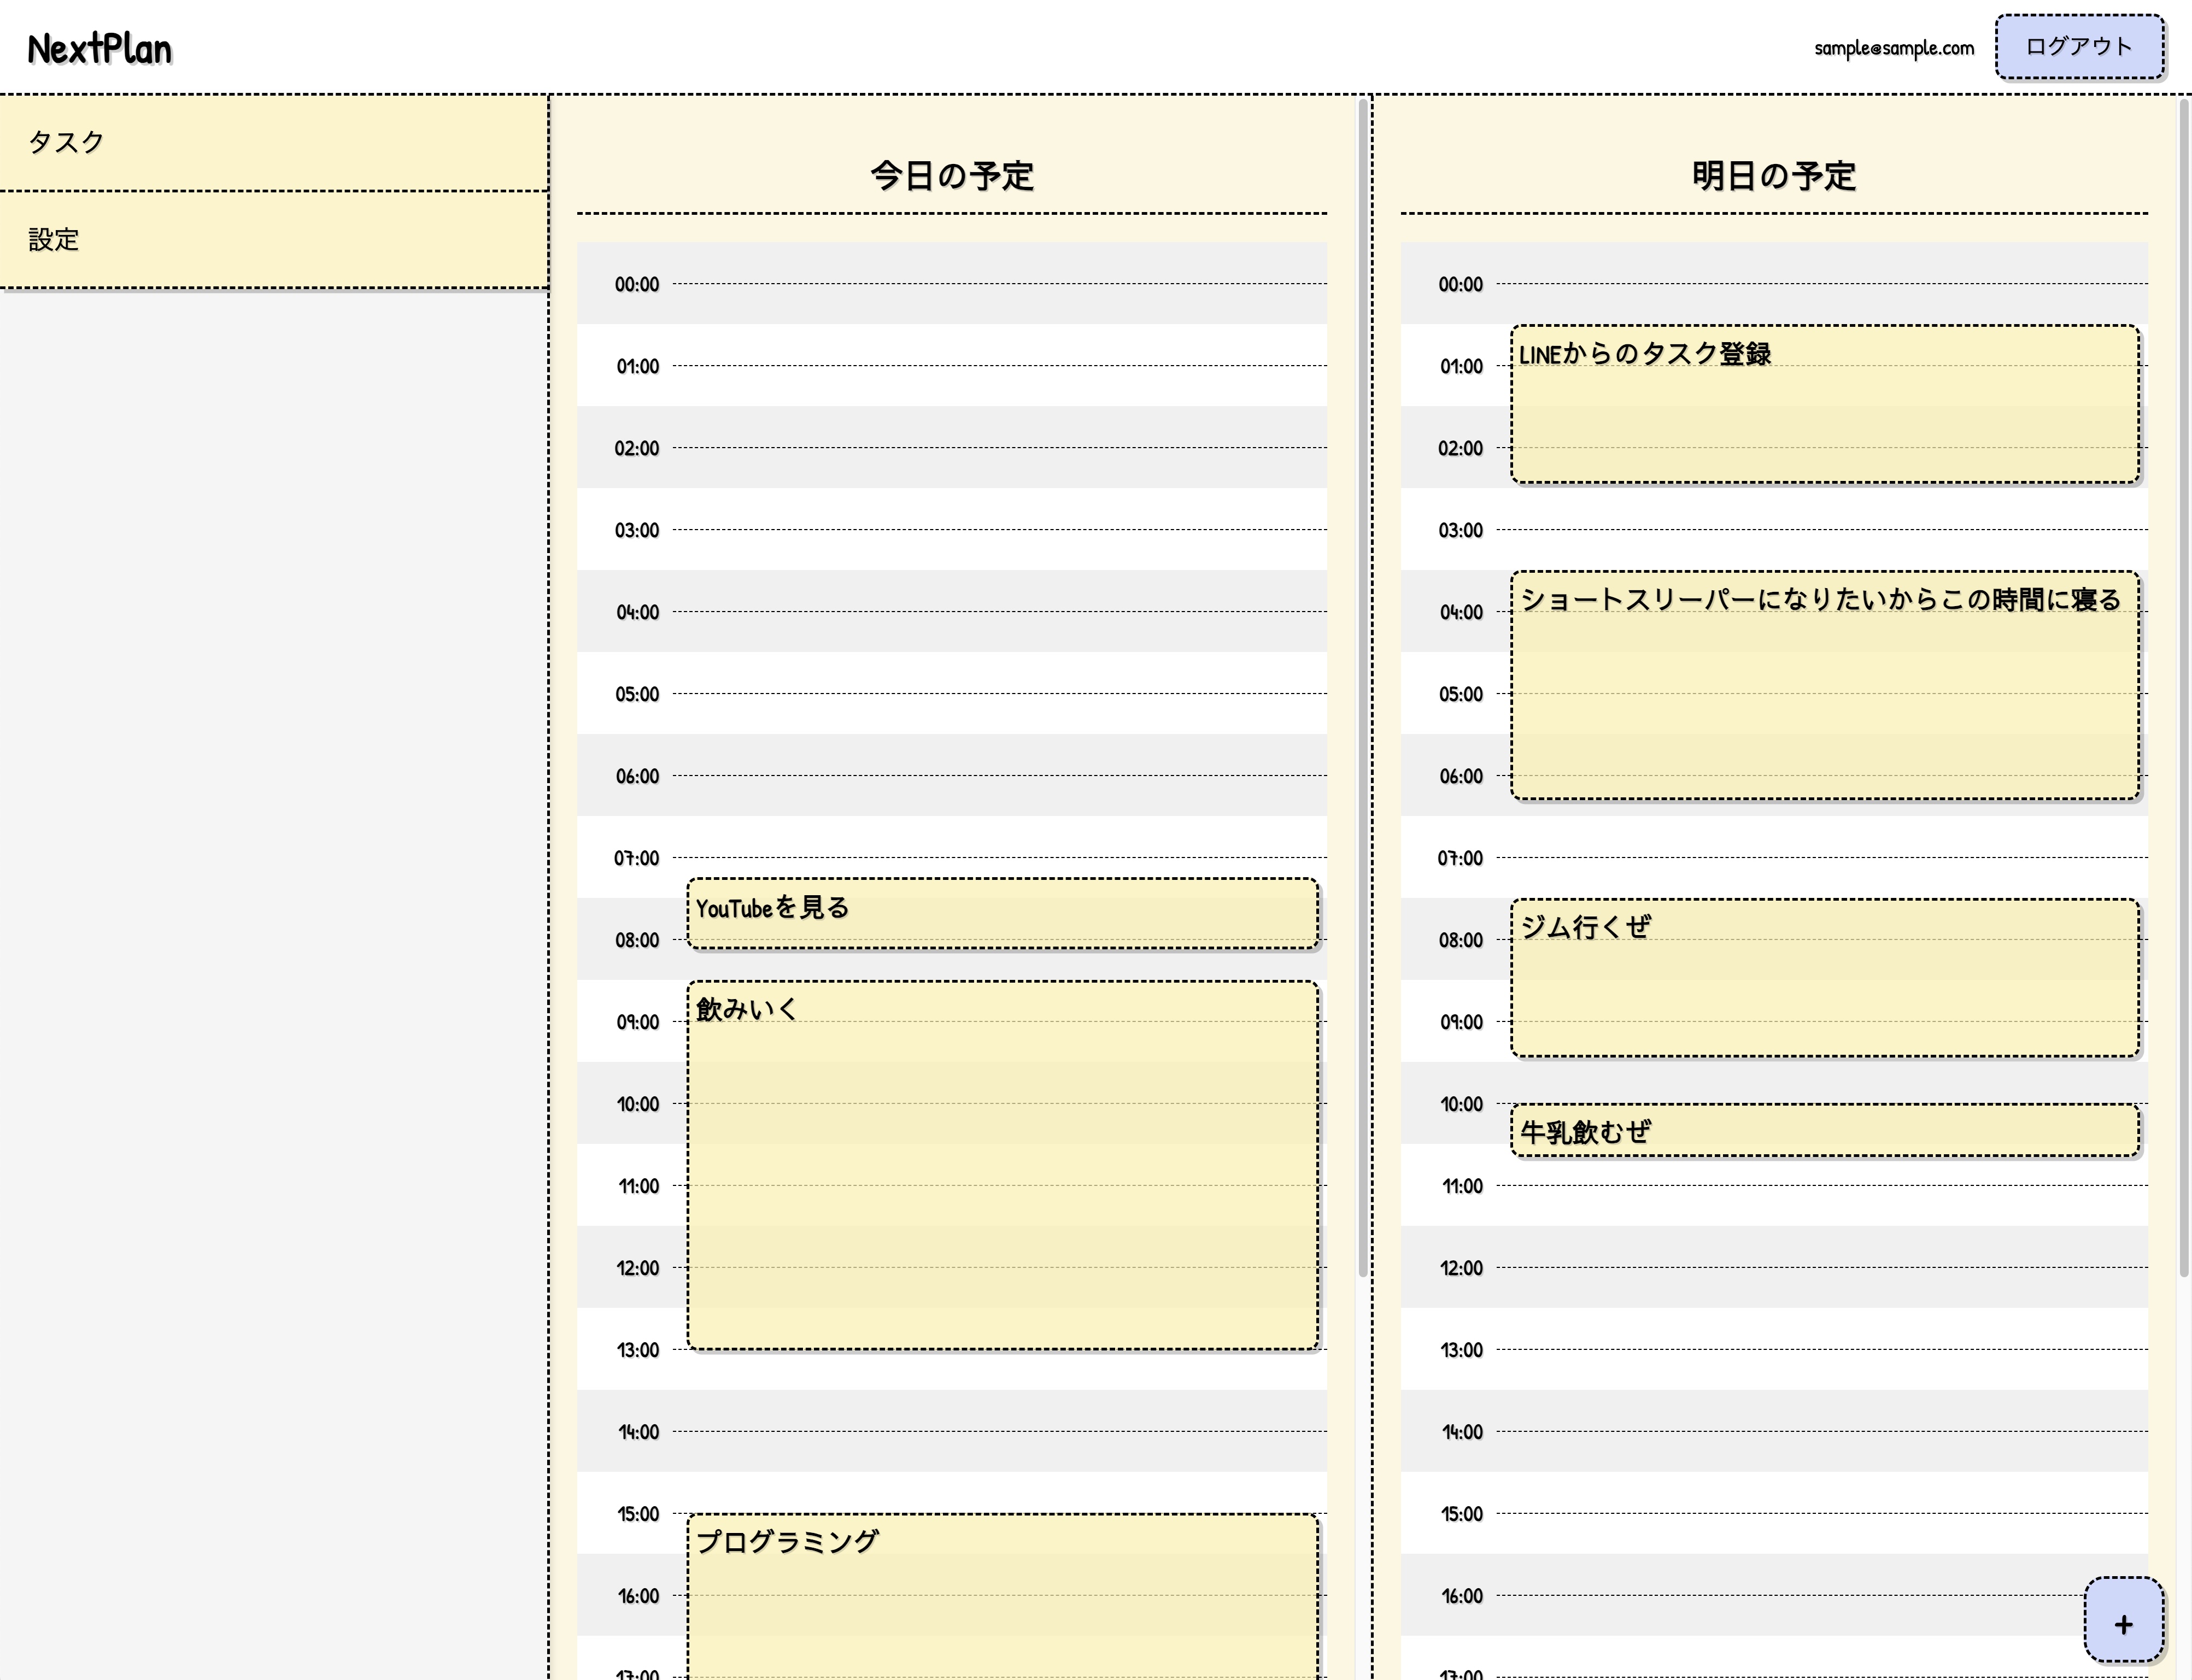 NextPlan
sample@sample.com
ログアウト
タスク
設定
今日の予定
00:00
01:00
02:00
03:00
04:00
05:00
06:00
07:00
YouTubeを見る
08:00
飲みいく
09:00
10:00
11:00
12:00
13:00
14:00
15:00
プログラミング
16:00
17:00
明日の予定
00:00
LINEからのタスク登録
01:00
02:00
03:00
ショートスリーパーになりたいからこの時間に寝る
04:00
05:00
06:00
07:00
ジム行くぜ
08:00
09:00
10:00
牛乳飲むぜ
11:00
12:00
13:00
14:00
15:00
16:00
17:00
+